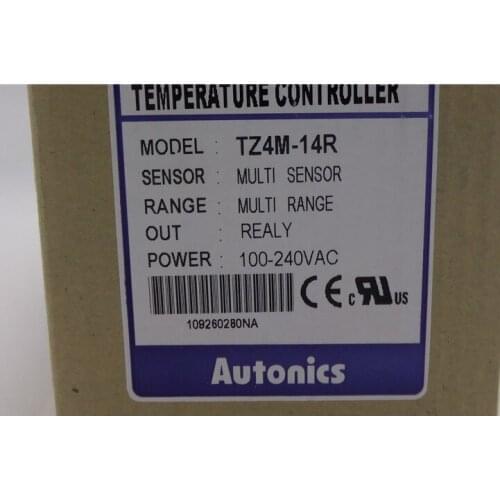 TEMPERATURE CONTROLLER
MODEL : TZ4M-14R
SENSOR : MULTI SENSOR
RANGE : MULTI RANGE
OUT : REALY
POWER : 100-240VAC
CE c RU US
109260280NA
Autonics